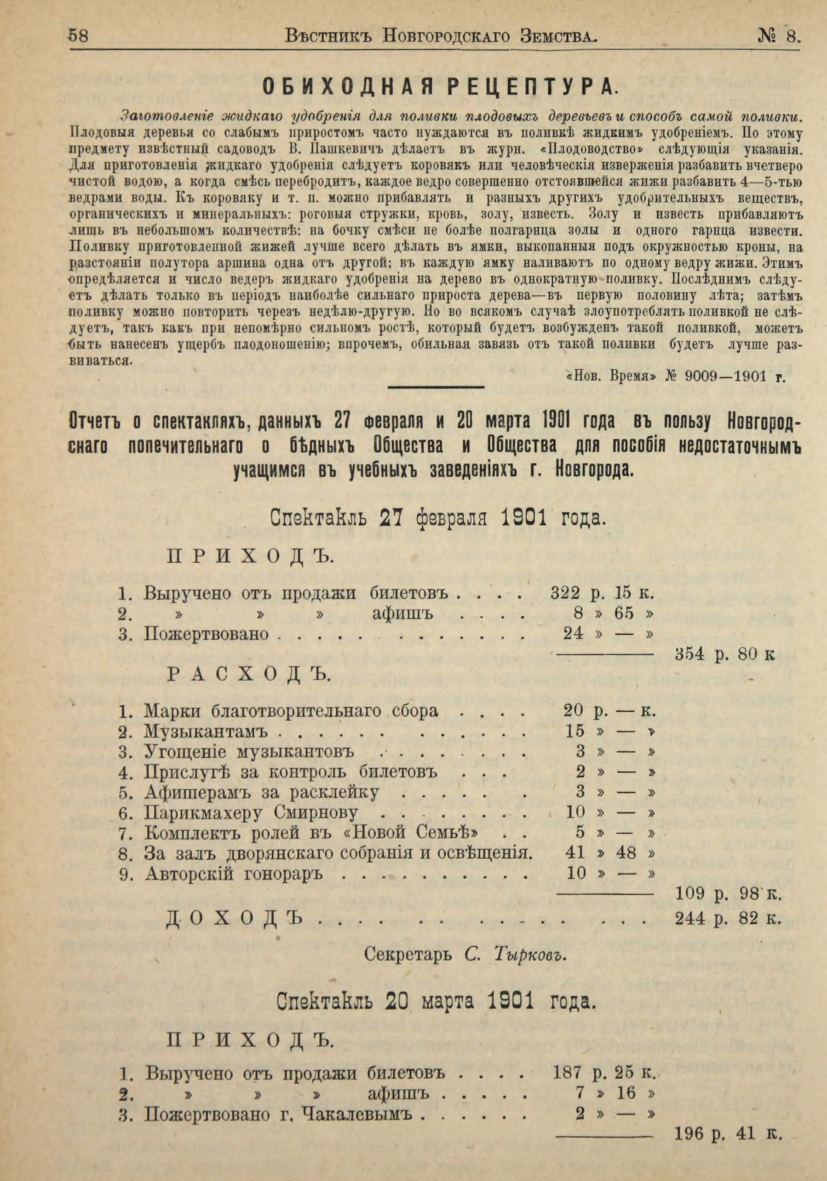 58 Вѣстникъ Новгородскаго Земства. № 8.
ОБИХОДНАЯ РЕЦЕПТУРА.
Заготовленіе жидкаго удобренія для поливки плодовыхъ деревьевъ и способъ самой поливки.
Плодовыя деревья со слабымъ приростомъ часто нуждаются въ поливкѣ жидкимъ удобреніемъ. По этому
предмету извѣстный садоводъ В. Пашкевичъ дѣлаетъ въ журн. «Плодоводство» слѣдующія указанія.
Для приготовленія жидкаго удобренія слѣдуетъ коровякъ или человѣческія изверженія разбавить вчетверо
чистой водою, а когда смѣсь перебродитъ, каждое ведро совершенно отстоявшейся жижи разбавить 4—5-тью
ведрами воды. Къ коровяку и т. п. можно прибавлять и разныхъ другихъ удобрительныхъ веществъ,
органическихъ и минеральныхъ: роговыя стружки, кровь, золу, известь. Золу и известь прибавляютъ
лишь въ небольшомъ количествѣ: на бочку смѣси не болѣе полгарнца золы и одного гарнца извести.
Поливку приготовленной жижей лучше всего дѣлать въ ямки, выкопанныя подъ окружностью кроны, на
разстояніи полутора аршина одна отъ другой; въ каждую ямку наливаютъ по одному ведру жижи. Этимъ
опредѣляется и число ведеръ жидкаго удобренія на дерево въ однократную поливку. Послѣднимъ слѣду-
етъ дѣлать только въ періодъ наиболѣе сильнаго прироста дерева—въ первую половину лѣта; затѣмъ
поливку можно повторить черезъ недѣлю-другую. Но во всякомъ случаѣ злоупотреблять поливкой не слѣ-
дуетъ, такъ какъ при непомѣрно сильномъ ростѣ, который будетъ возбужденъ такой поливкой, можетъ
быть нанесенъ ущербъ плодоношенію; впрочемъ, обильная завязь отъ такой поливки будетъ лучше раз-
виваться.
«Нов. Время» № 9009—1901 г.
Отчетъ о спектакляхъ, данныхъ 27 февраля и 20 марта 1901 года въ пользу Новгород-
снаго попечительнаго о бѣдныхъ Общества и Общества для пособія недостаточнымъ
учащимся въ учебныхъ заведеніяхъ г. Новгорода.
Спектакль 27 февраля 1901 года.
ПРИХОДЪ.
1. Выручено отъ продажи билетовъ . . . . 322 р. 15 к.
2. » » » афишъ . . . . 8 » 65 »
3. Пожертвовано . . . . . . . . . . . . . 24 » — »
354 р. 80 к
РАСХОДЪ.
1. Марки благотворительнаго сбора . . . . 20 р. — к.
2. Музыкантамъ . . . . . . . . . . . . 15 » — »
3. Угощеніе музыкантовъ . . . . . . . . 3 » — »
4. Прислугѣ за контроль билетовъ . . . 2 » — »
5. Афишерамъ за расклейку . . . . . . 3 » — »
6. Парикмахеру Смирнову . . . . . . . . 10 » — »
7. Комплектъ ролей въ «Новой Семьѣ» . . 5 » — »
8. За залъ дворянскаго собранія и освѣщенія. 41 » 48 »
9. Авторскій гонораръ . . . . . . . . . . 10 » — »
109 р. 98 к.
ДОХОДЪ . . . . . . . . . . . . . . 244 р. 82 к.
Секретарь С. Тырковъ.
Спектакль 20 марта 1901 года.
ПРИХОДЪ.
1. Выручено отъ продажи билетовъ . . . . 187 р. 25 к.
2. » » » афишъ . . . . . 7 » 16 »
3. Пожертвовано г. Чакалевымъ . . . . . . 2 » — »
196 р. 41 к.